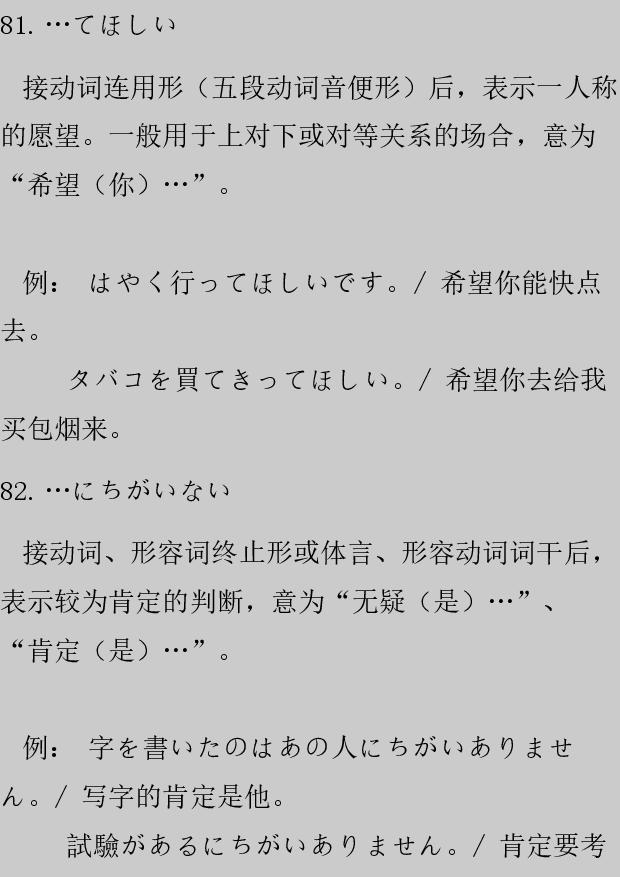 81. …てほしい
接动词连用形（五段动词音便形）后，表示一人称
的愿望。一般用于上对下或对等关系的场合，意为
“希望（你）…”。
例： はやく行ってほしいです。/ 希望你能快点
去。
タバコを買てきってほしい。/ 希望你去给我
买包烟来。
82. …にちがいない
接动词、形容词终止形或体言、形容动词词干后，
表示较为肯定的判断，意为“无疑（是）…”、
“肯定（是）…”。
例： 字を書いたのはあの人にちがいありませ
ん。/ 写字的肯定是他。
試驗があるにちがいありません。/ 肯定要考